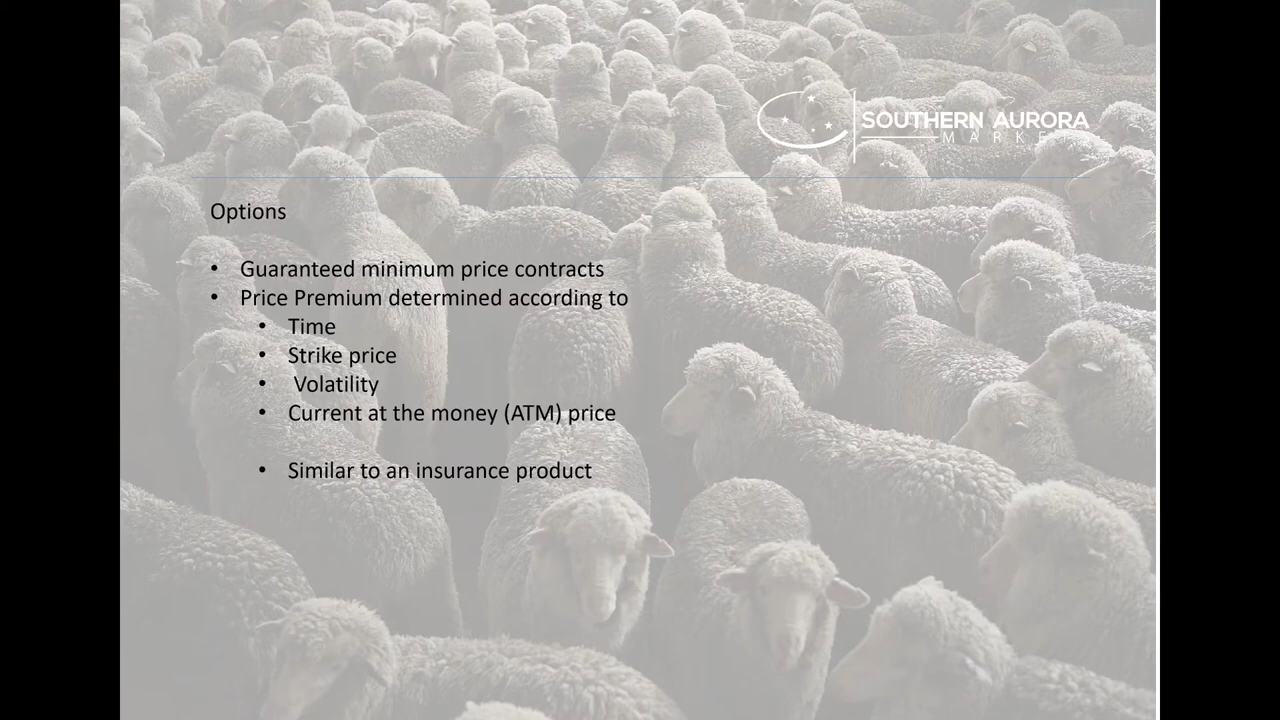 SOUTHERN AURORA
Options
• Guaranteed minimum price contracts
• Price Premium determined according to
• Time
• Strike price
• Volatility
• Current at the money (ATM) price
• Similar to an insurance product